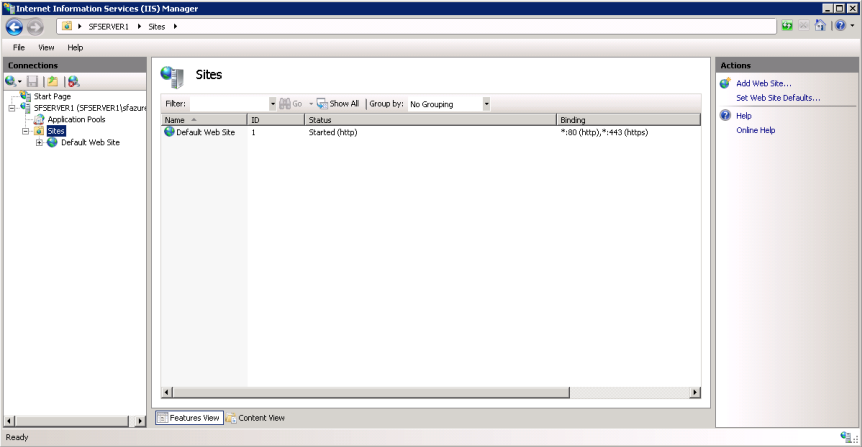 Internet Information Services (IIS) Manager
SFSERVER1 Sites
File View Help
Connections
Start Page
SFSERVER1 (SFSERVER1\sfazure
Application Pools
Sites
Default Web Site
Sites
Filter: Go Show All Group by: No Grouping
Name ID Status Binding
Default Web Site 1 Started (http) *:80 (http),*:443 (https)
Features View Content View
Actions
Add Web Site...
Set Web Site Defaults...
Help
Online Help
Ready